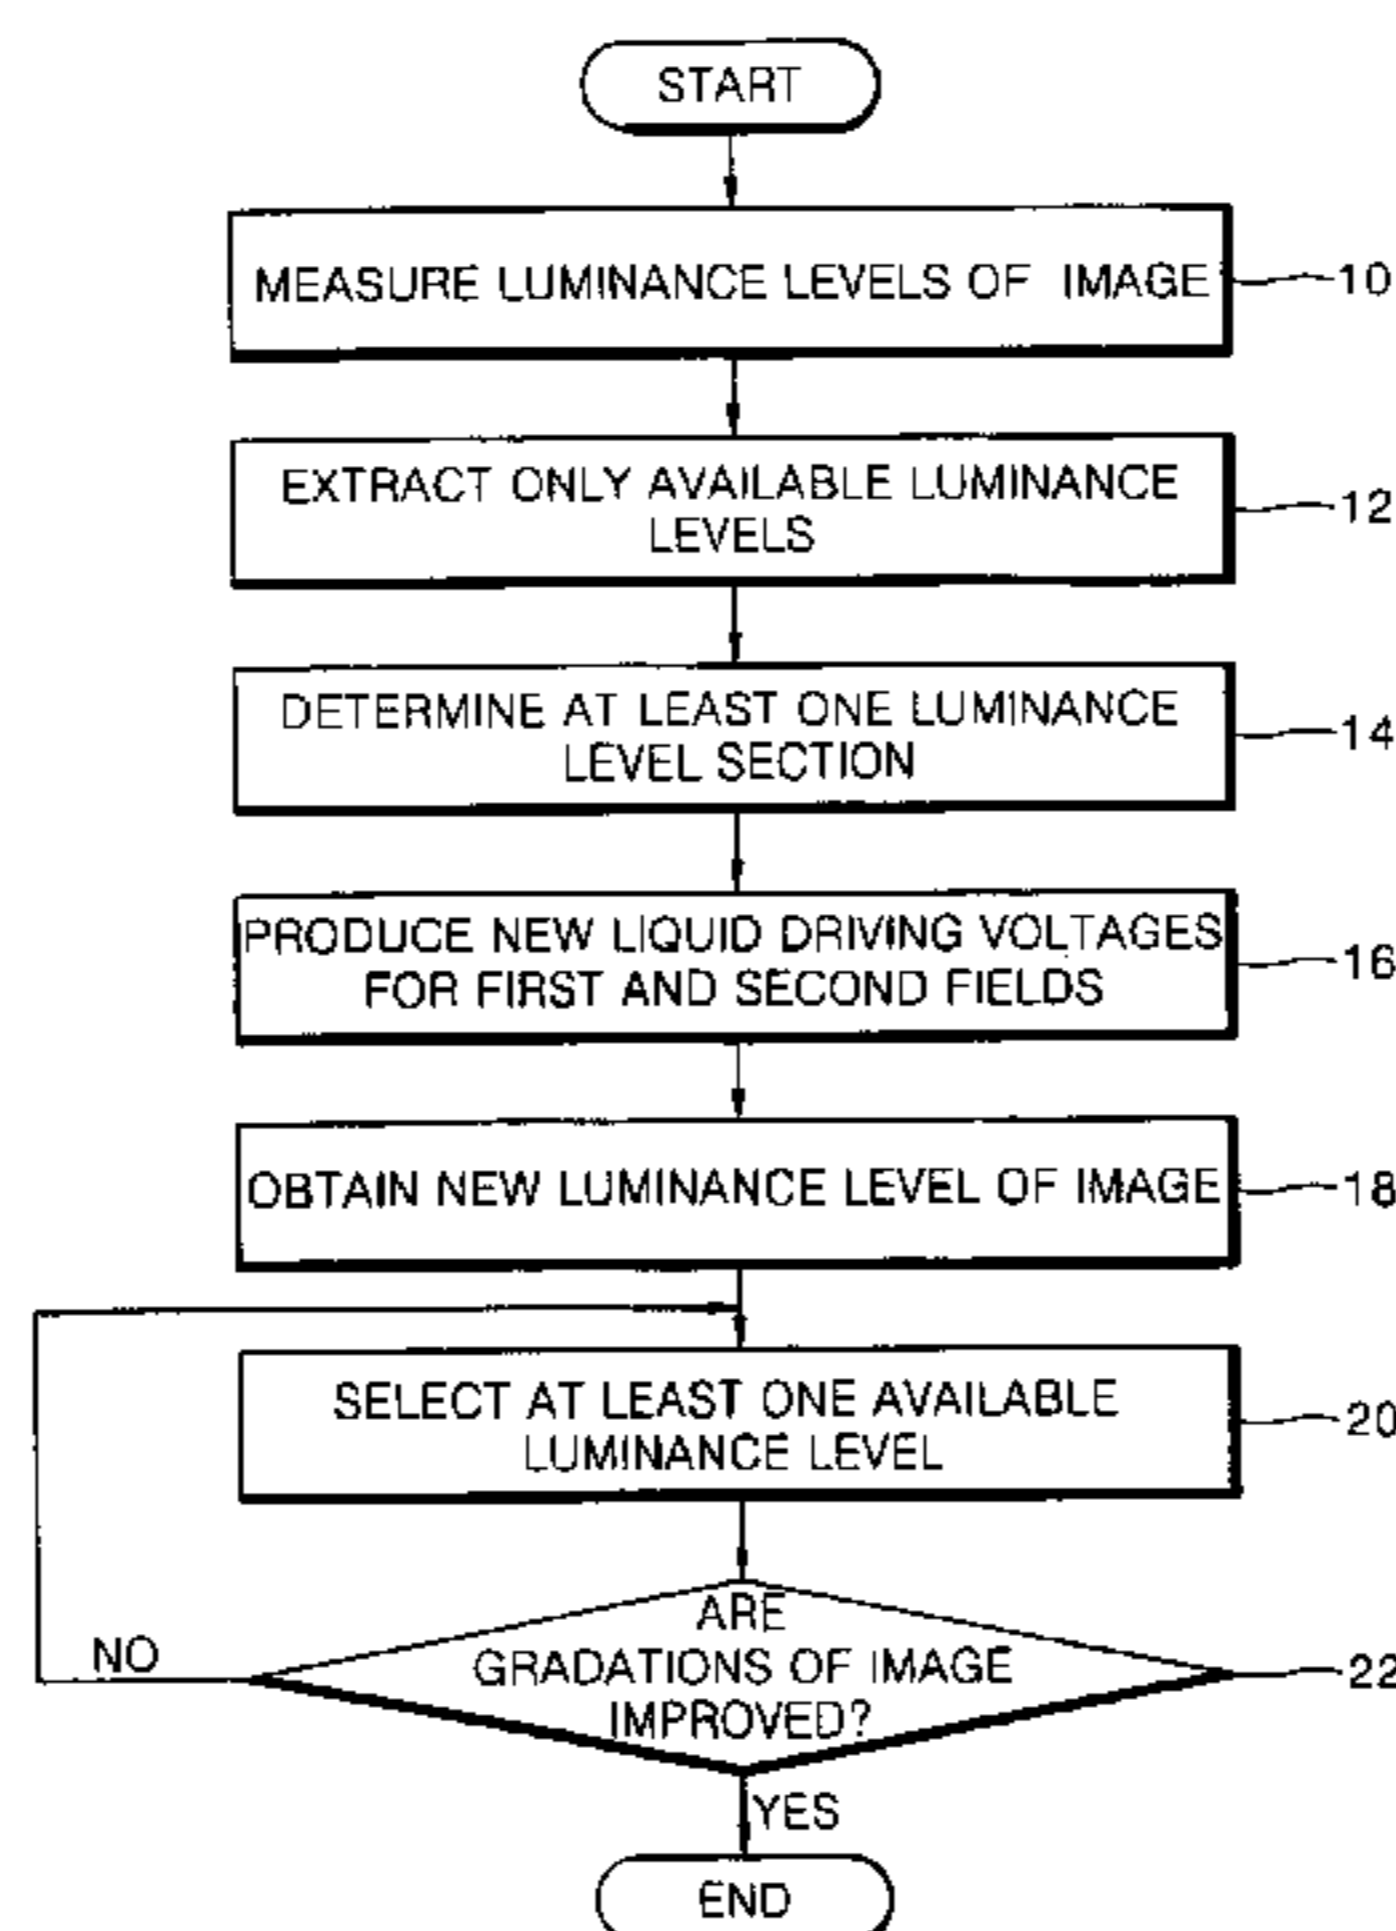 START
MEASURE LUMINANCE LEVELS OF IMAGE
10
EXTRACT ONLY AVAILABLE LUMINANCE
LEVELS
12
DETERMINE AT LEAST ONE LUMINANCE
LEVEL SECTION
14
PRODUCE NEW LIQUID DRIVING VOLTAGES
FOR FIRST AND SECOND FIELDS
16
OBTAIN NEW LUMINANCE LEVEL OF IMAGE
18
SELECT AT LEAST ONE AVAILABLE
LUMINANCE LEVEL
20
ARE
GRADATIONS OF IMAGE
IMPROVED?
22
NO
YES
END